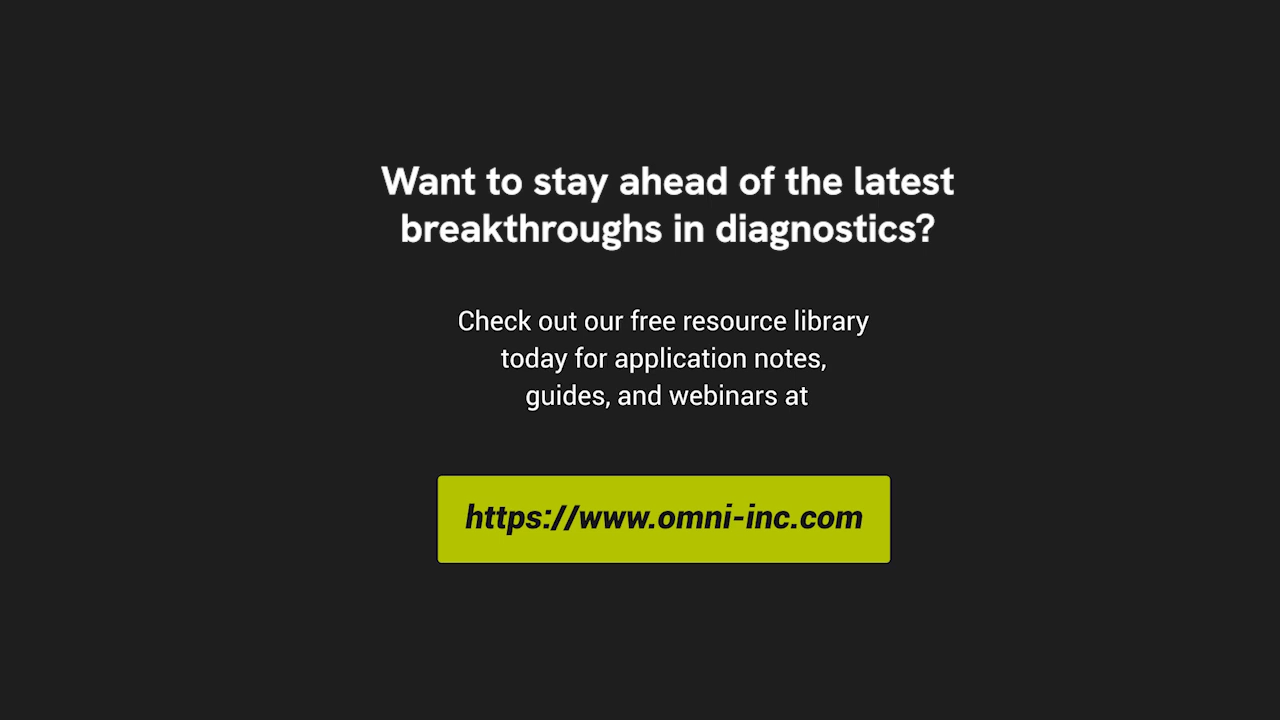 Want to stay ahead of the latest
breakthroughs in diagnostics?
Check out our free resource library
today for application notes,
guides, and webinars at
https://www.omni-inc.com